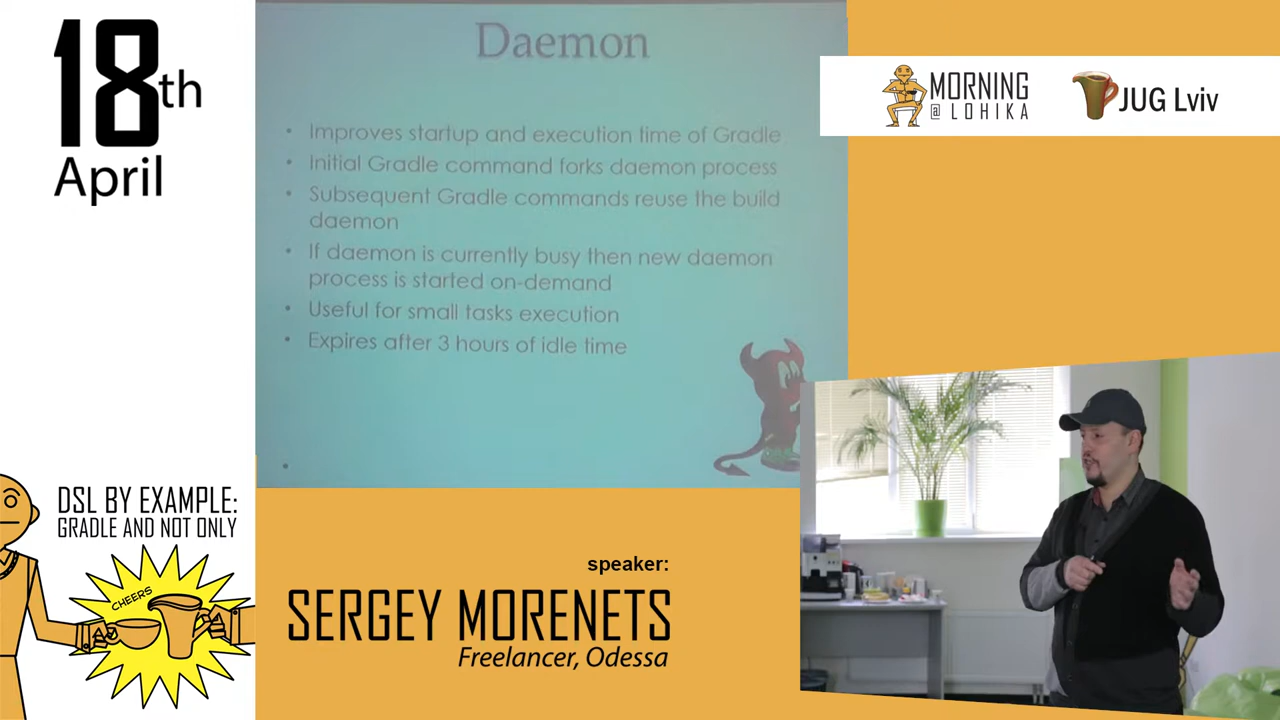 18th
April
Daemon
• Improves startup and execution time of Gradle
• Initial Gradle command forks daemon process
• Subsequent Gradle commands reuse the build
daemon
• If daemon is currently busy then new daemon
process is started on-demand
• Useful for small tasks execution
• Expires after 3 hours of idle time
•
MORNING
@ LOHIKA
JUG Lviv
DSL BY EXAMPLE:
GRADLE AND NOT ONLY
CHEERS
speaker:
SERGEY MORENETS
Freelancer, Odessa